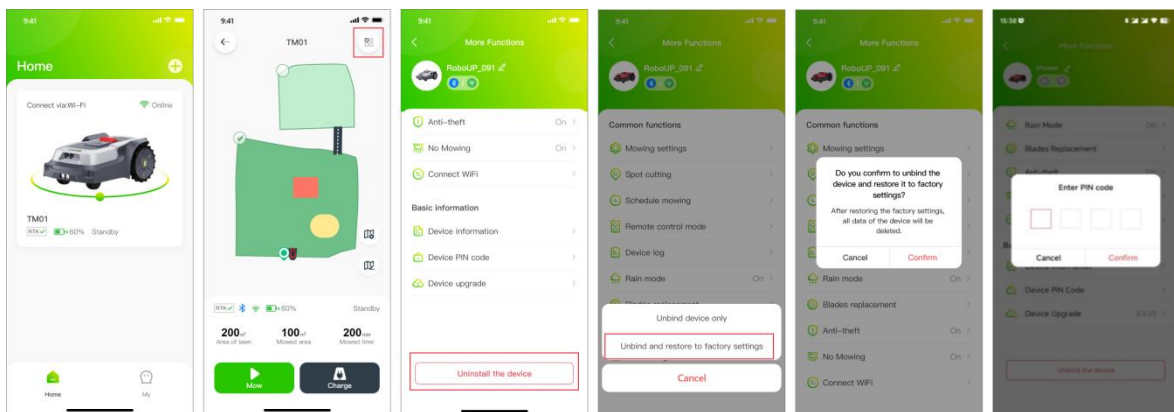 9:41
Home
Connect via:Wi-Fi
Online
TM01
RTK
60%
Standby
Home
My
9:41
TM01
RTK
60%
Standby
200㎡
100㎡
200min
Area of lawn
Mowed area
Mowed time
Mow
Charge
9:41
More Functions
RoboUP_091
Anti-theft
On
No Mowing
On
Connect WiFi
Basic information
Device information
Device PIN code
Device upgrade
Uninstall the device
9:41
More Functions
RoboUP_091
Common functions
Mowing settings
Spot cutting
Schedule mowing
Remote control mode
Device log
Rain mode
On
Blades replacement
Unbind device only
Unbind and restore to factory settings
Cancel
9:41
More Functions
RoboUP_091
Common functions
Mowing settings
Do you confirm to unbind the
device and restore it to factory
settings?
After restoring the factory settings,
all data of the device will be
deleted.
Cancel
Confirm
Rain mode
On
Blades replacement
Anti-theft
On
No Mowing
On
Connect WiFi
15:38
More Functions
Mower
Rain Mode
Blades Replacement
Anti-theft
Enter PIN code
Cancel
Confirm
Device PIN Code
Device Upgrade
Unbind the device